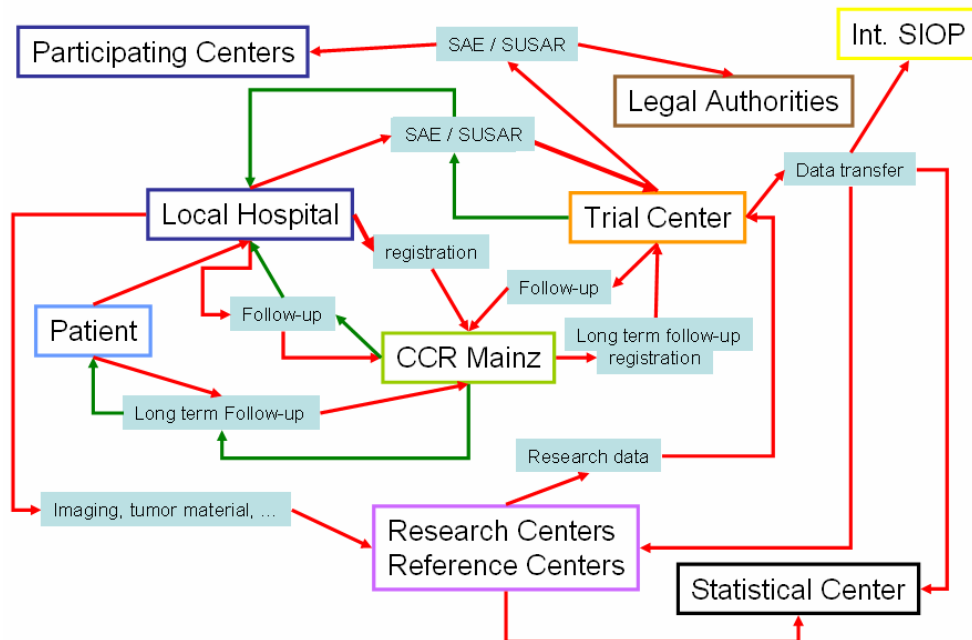 Participating Centers
SAE / SUSAR
Int. SIOP
Legal Authorities
SAE / SUSAR
Data transfer
Local Hospital
Trial Center
registration
Follow-up
Follow-up
Patient
CCR Mainz
Long term follow-up
registration
Long term Follow-up
Research data
Imaging, tumor material, ...
Research Centers
Reference Centers
Statistical Center